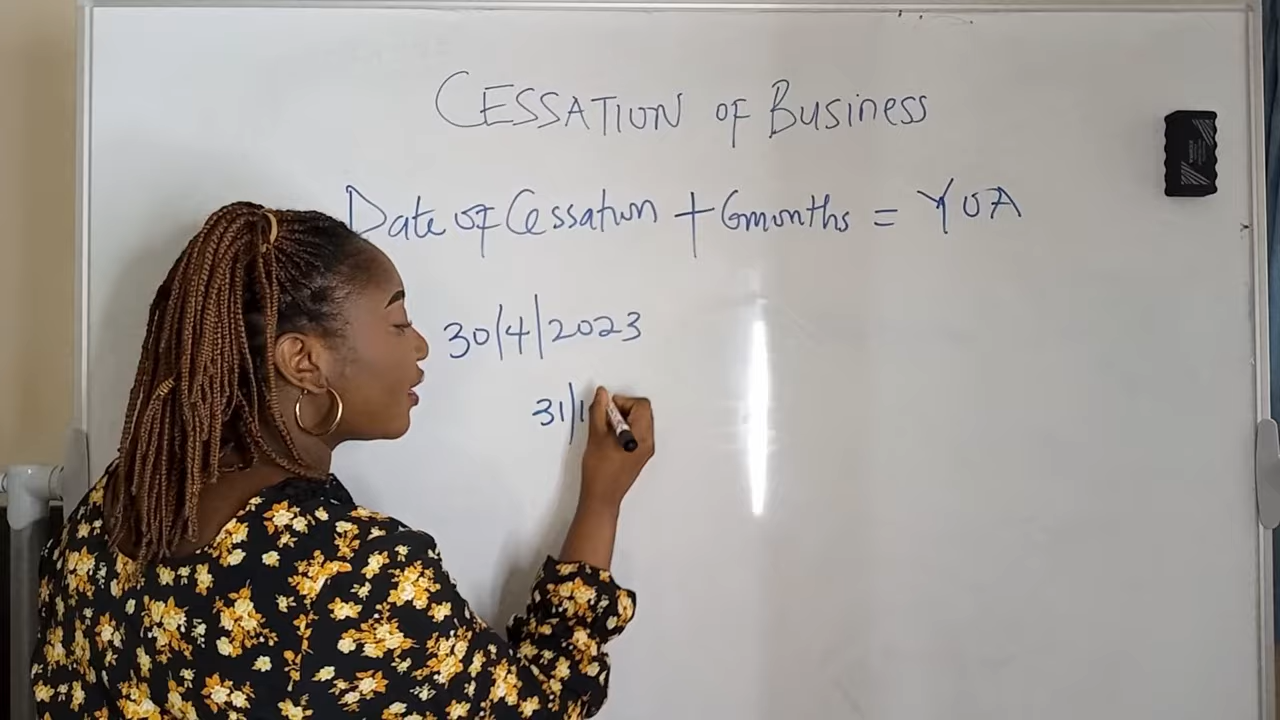 CESSATION OF Business
Date of Cessation + 6months = YOA
30/4/2023
31/1